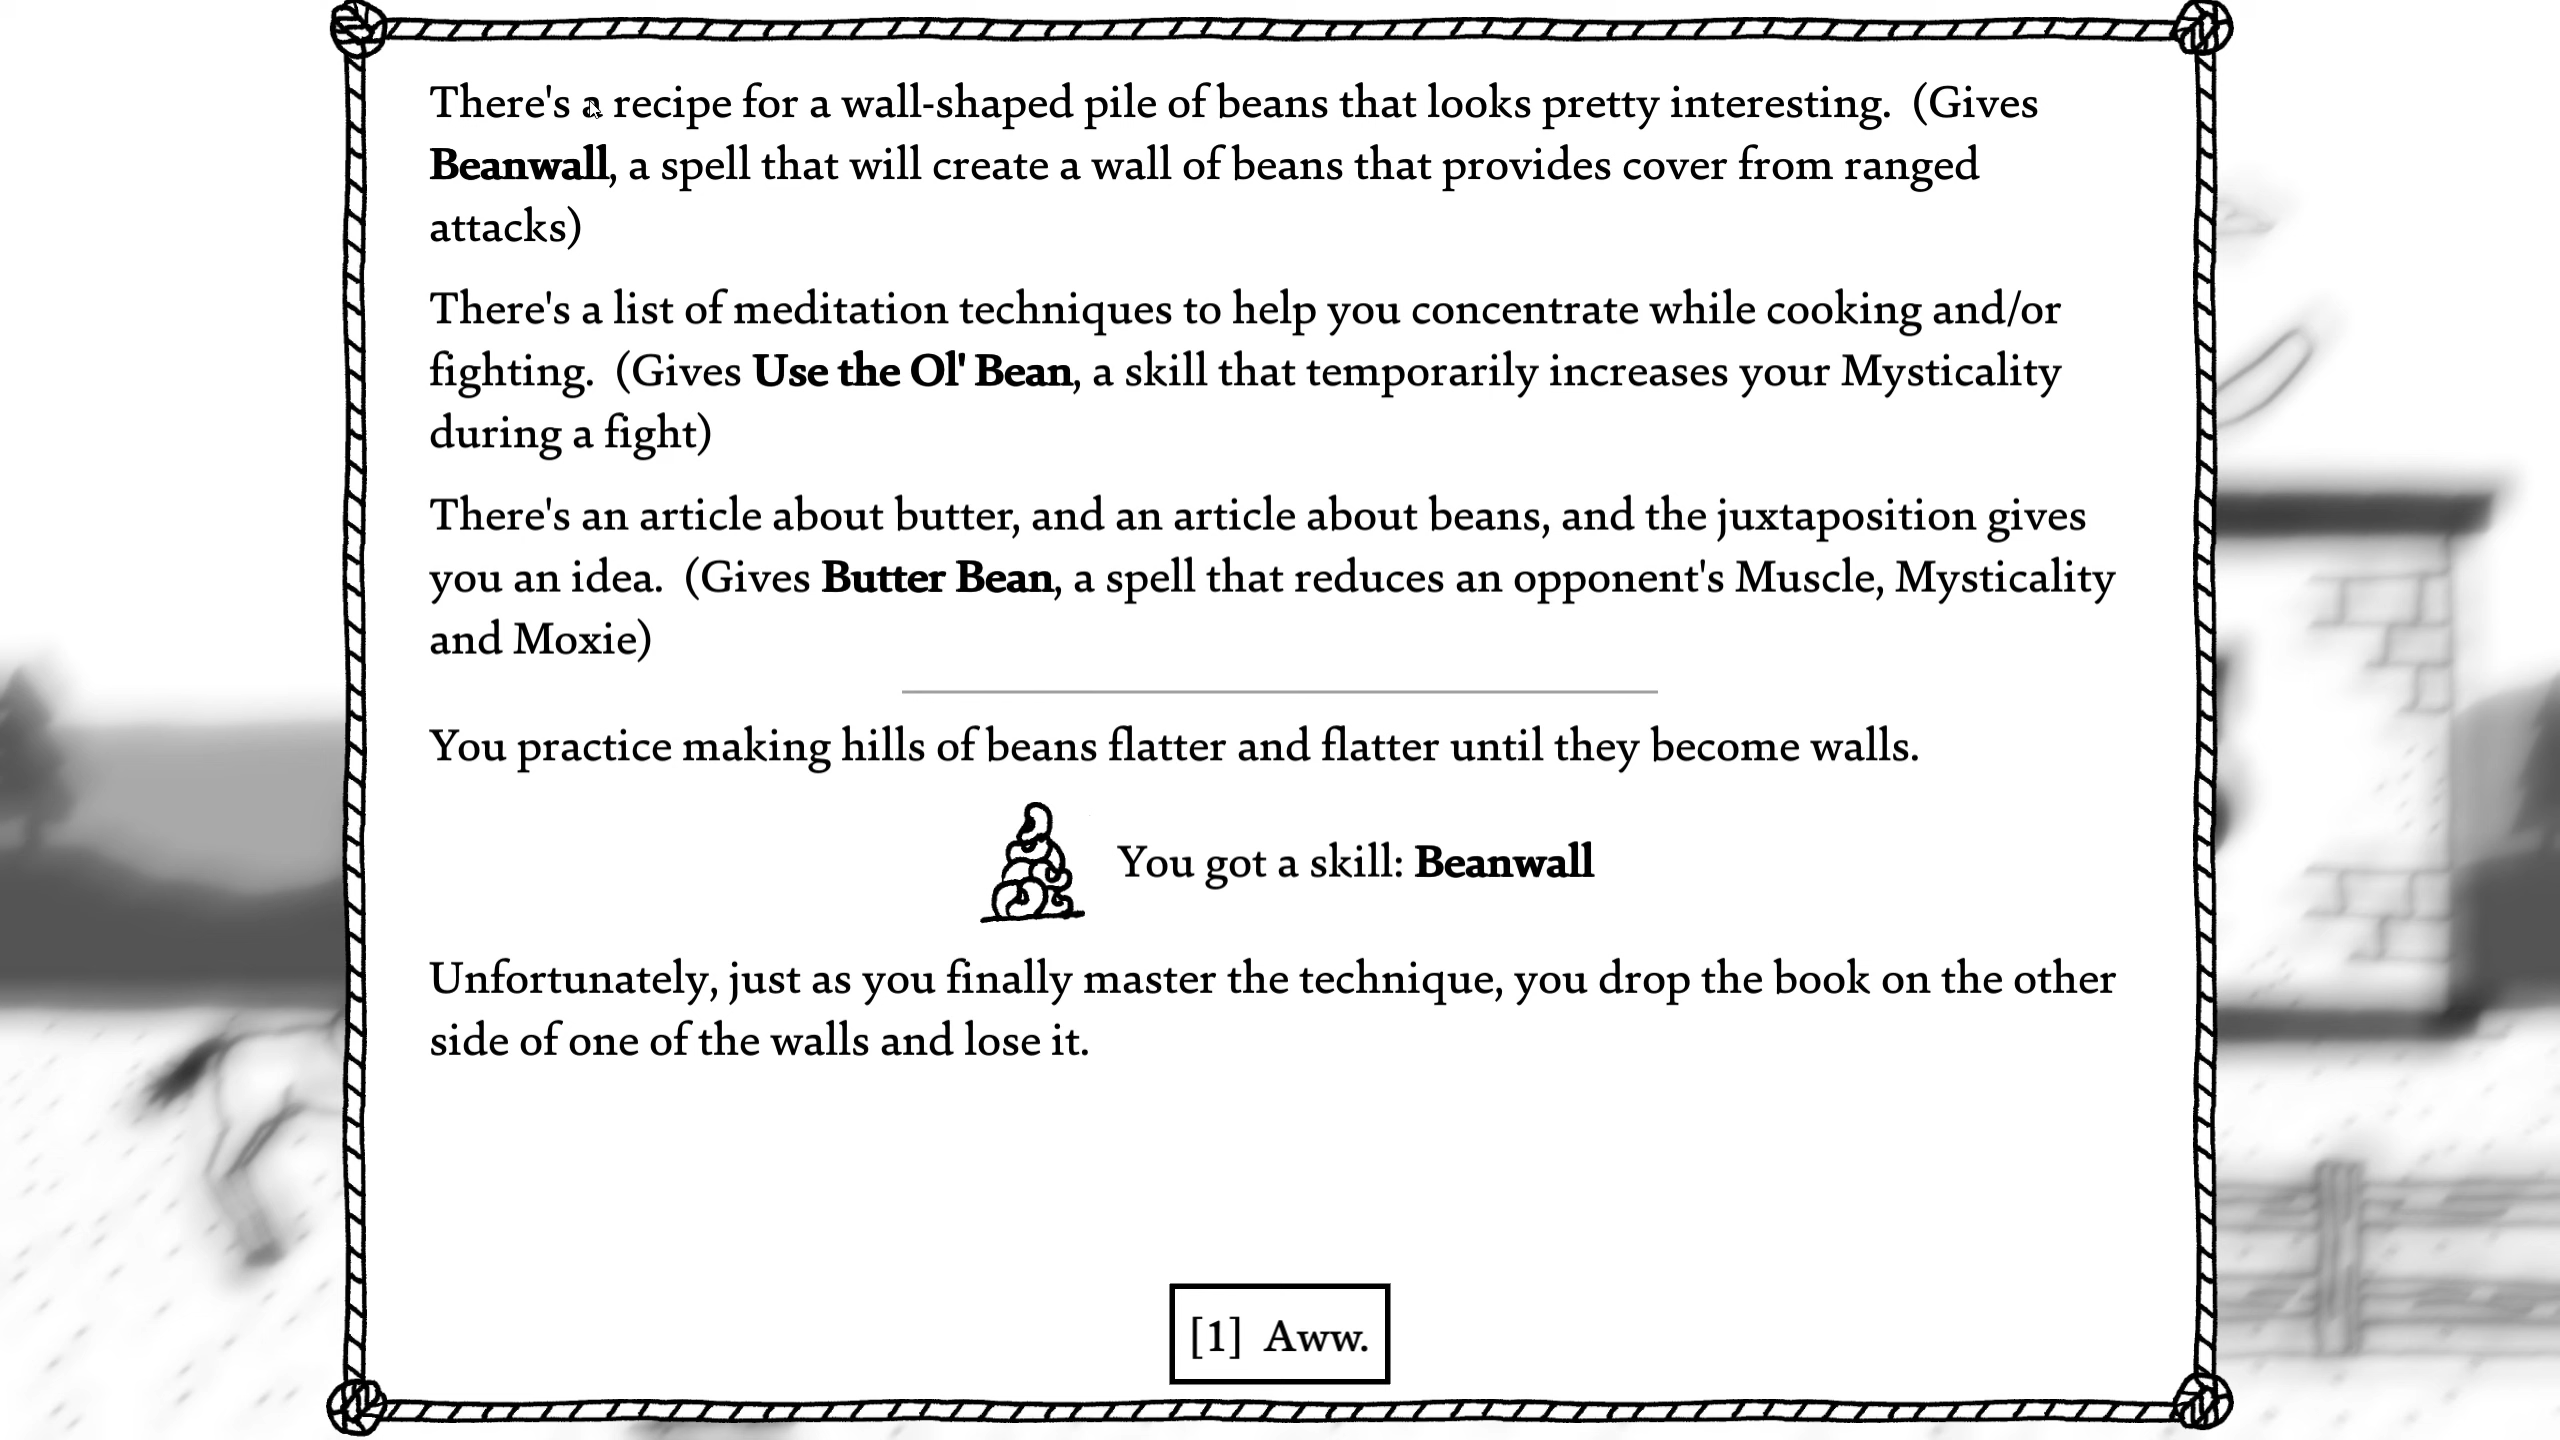 There's a recipe for a wall-shaped pile of beans that looks pretty interesting.  (Gives
Beanwall, a spell that will create a wall of beans that provides cover from ranged
attacks)
There's a list of meditation techniques to help you concentrate while cooking and/or
fighting.  (Gives Use the Ol' Bean, a skill that temporarily increases your Mysticality
during a fight)
There's an article about butter, and an article about beans, and the juxtaposition gives
you an idea.  (Gives Butter Bean, a spell that reduces an opponent's Muscle, Mysticality
and Moxie)
You practice making hills of beans flatter and flatter until they become walls.
You got a skill: Beanwall
Unfortunately, just as you finally master the technique, you drop the book on the other
side of one of the walls and lose it.
[1]  Aww.